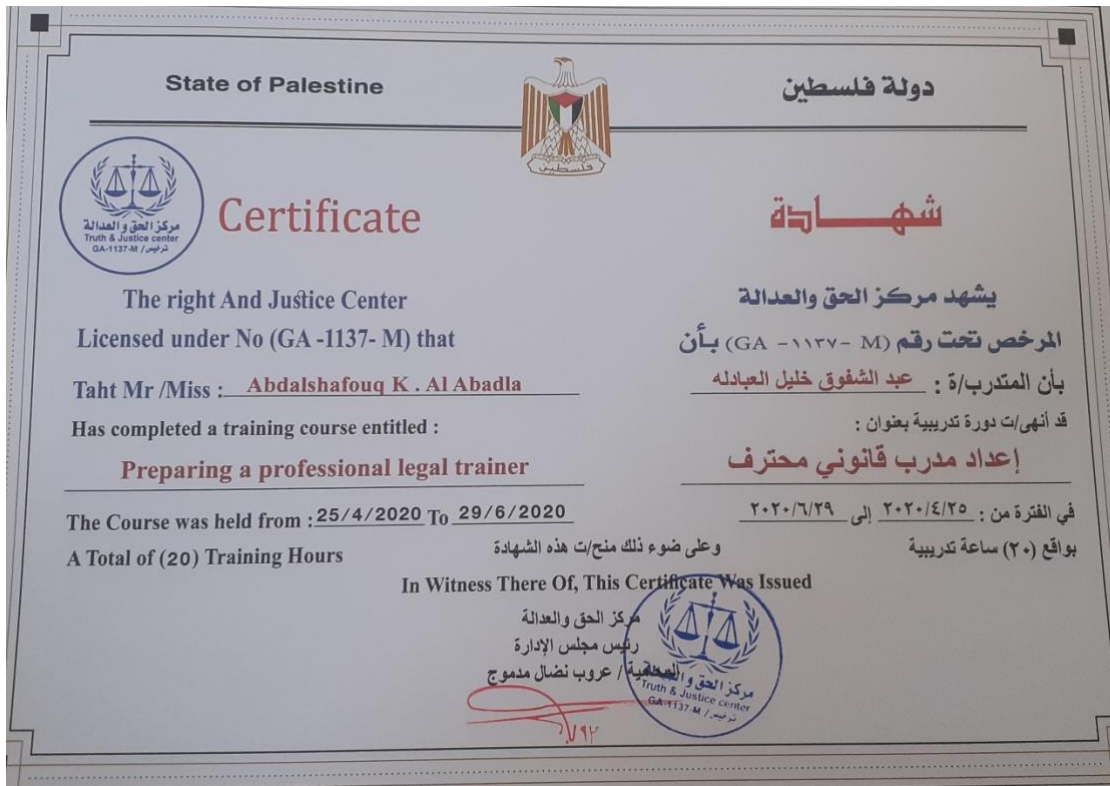 State of Palestine
دولة فلسطين
فلسطين
مركز الحق و العدالة
Truth & Justice center
GA-1137-M / ترخيص
Certificate
شهـــادة
The right And Justice Center
يشهد مركز الحق والعدالة
Licensed under No (GA -1137- M) that
المرخص تحت رقم (GA -١١٣٧- M) بأن
Taht Mr /Miss : Abdalshafouq K . Al Abadla
بأن المتدرب/ة : عبد الشفوق خليل العبادله
Has completed a training course entitled :
قد أنهى/ت دورة تدريبية بعنوان :
Preparing a professional legal trainer
إعداد مدرب قانوني محترف
The Course was held from : 25/4/2020 To 29/6/2020
في الفترة من : ٢٠٢٠/٤/٢٥ إلى ٢٠٢٠/٦/٢٩
A Total of (20) Training Hours
بواقع (٢٠) ساعة تدريبية
وعلى ضوء ذلك منح/ت هذه الشهادة
In Witness There Of, This Certificate Was Issued
مركز الحق والعدالة
رئيس مجلس الإدارة
المحامية / عروب نضال مدموج
مركز الحق و العدالة
Truth & Justice center
GA-1137-M / ترخيص